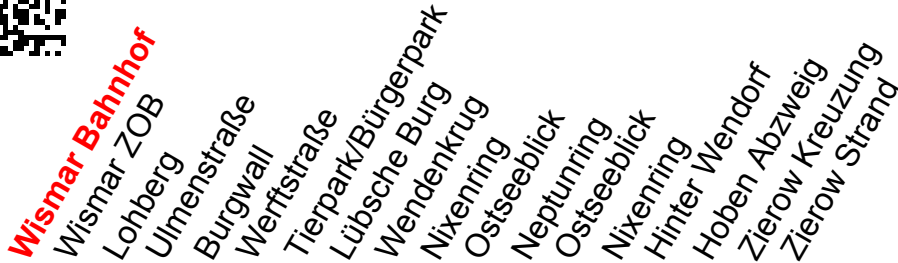 Wismar Bahnhof
Wismar ZOB
Lohberg
Ulmenstraße
Burgwall
Werftstraße
Tierpark/Bürgerpark
Lübsche Burg
Wendenkrug
Nixenring
Ostseeblick
Neptunring
Ostseeblick
Nixenring
Hinter Wendorf
Hoben Abzweig
Zierow Kreuzung
Zierow Strand